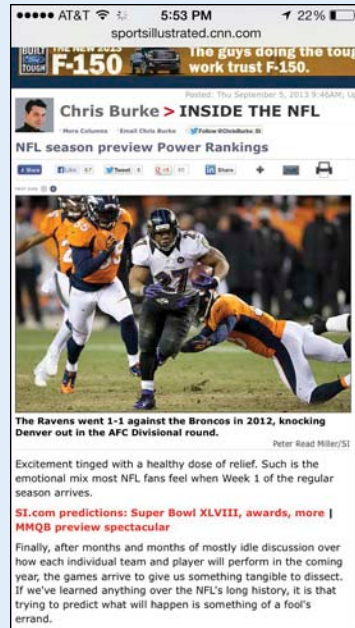 AT&T 5:53 PM 22%
sportsillustrated.cnn.com
BUILT THE NEW 2013 The guys doing the toug
TOUGH F-150 work trust F-150.
Posted: Thu September 5, 2013 9:46AM; Up
Chris Burke > INSIDE THE NFL
More Columns Email Chris Burke Follow @ChrisBurke_SI
NFL season preview Power Rankings
Share Like 67 Tweet Share
The Ravens went 1-1 against the Broncos in 2012, knocking
Denver out in the AFC Divisional round.
Peter Read Miller/SI
Excitement tinged with a healthy dose of relief. Such is the
emotional mix most NFL fans feel when Week 1 of the regular
season arrives.
SI.com predictions: Super Bowl XLVIII, awards, more |
MMQB preview spectacular
Finally, after months and months of mostly idle discussion over
how each individual team and player will perform in the coming
year, the games arrive to give us something tangible to dissect.
If we've learned anything over the NFL's long history, it is that
trying to predict what will happen is something of a fool's
errand.